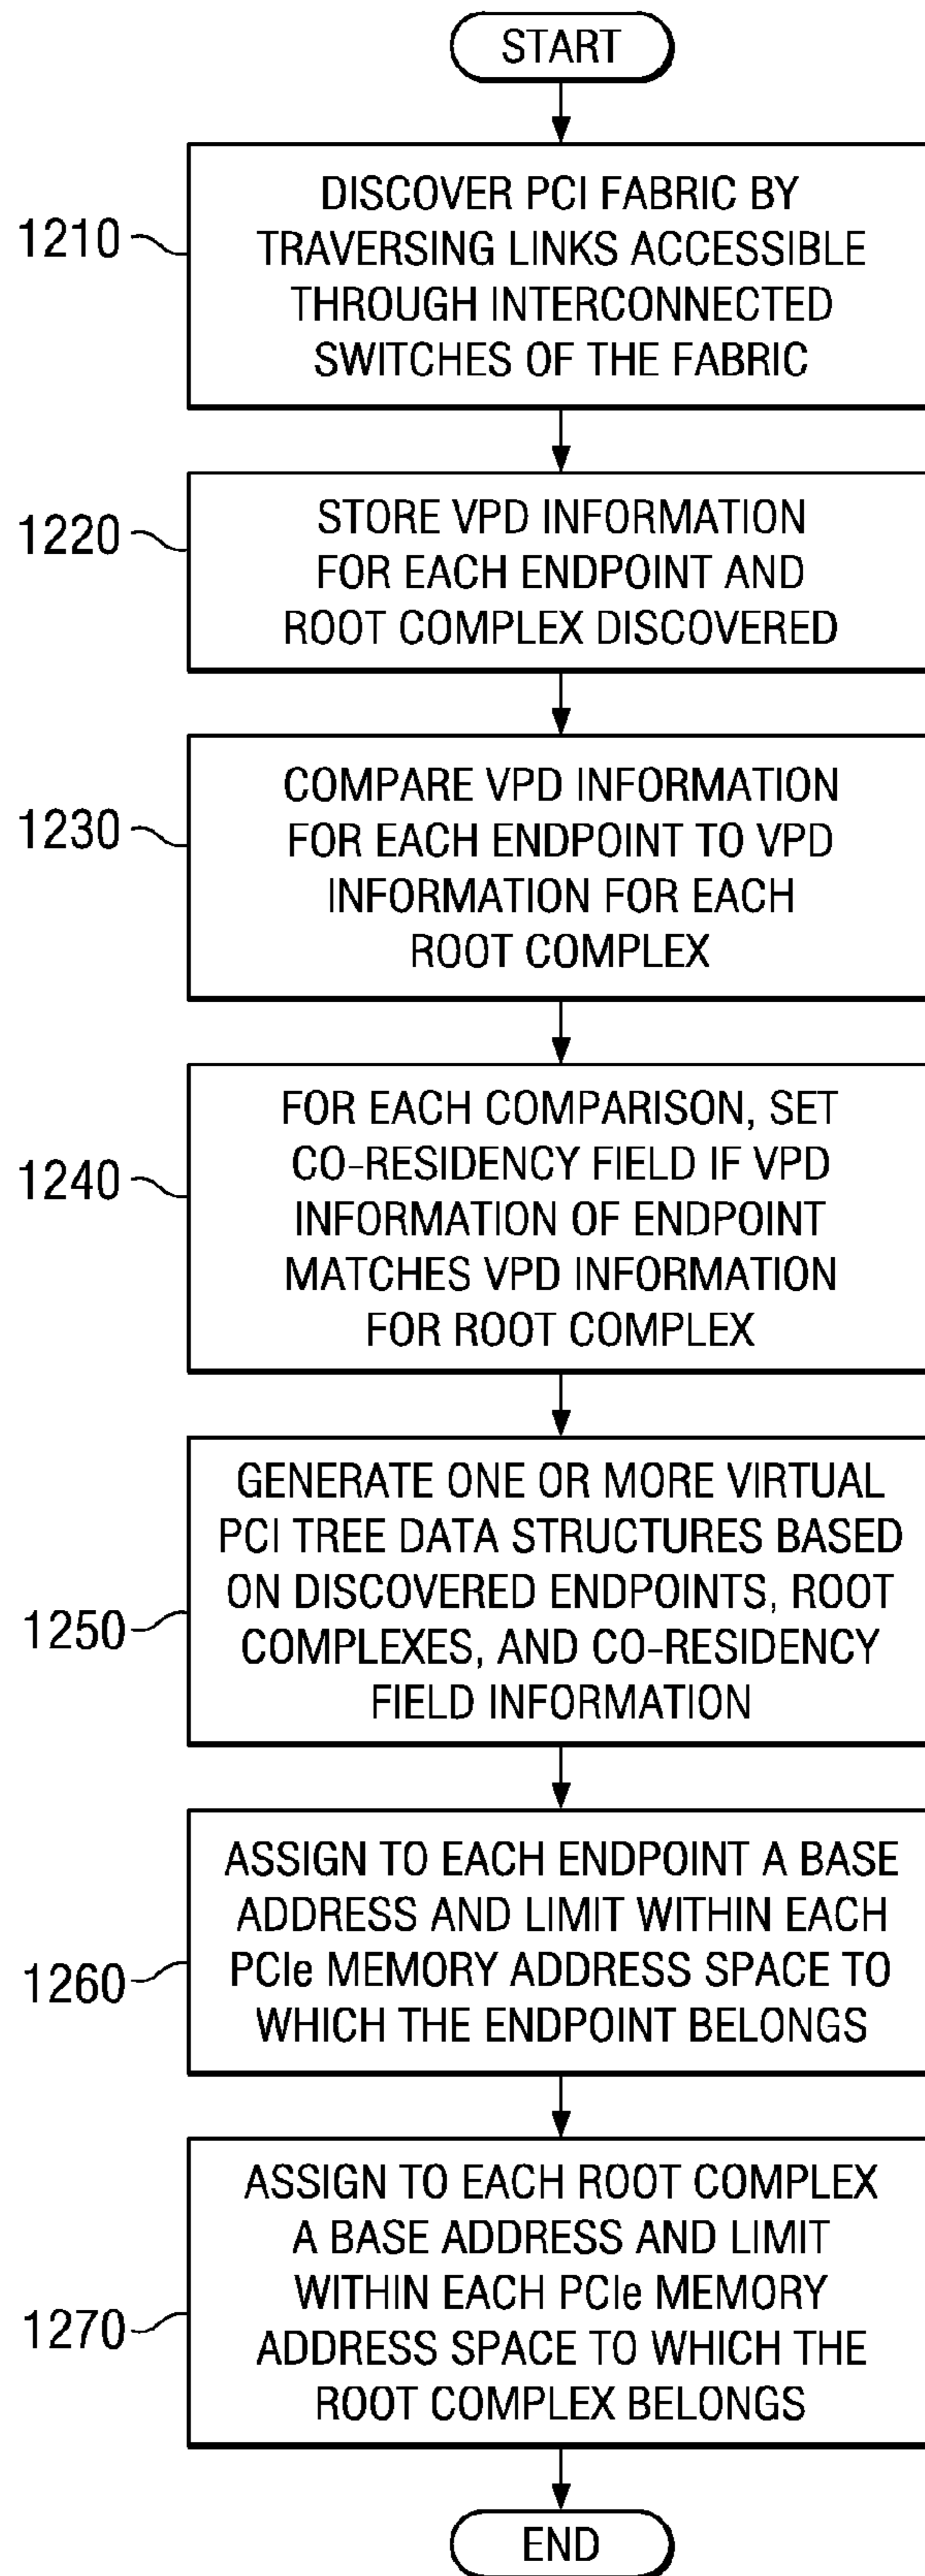 START
1210
DISCOVER PCI FABRIC BY
TRAVERSING LINKS ACCESSIBLE
THROUGH INTERCONNECTED
SWITCHES OF THE FABRIC
1220
STORE VPD INFORMATION
FOR EACH ENDPOINT AND
ROOT COMPLEX DISCOVERED
1230
COMPARE VPD INFORMATION
FOR EACH ENDPOINT TO VPD
INFORMATION FOR EACH
ROOT COMPLEX
1240
FOR EACH COMPARISON, SET
CO-RESIDENCY FIELD IF VPD
INFORMATION OF ENDPOINT
MATCHES VPD INFORMATION
FOR ROOT COMPLEX
1250
GENERATE ONE OR MORE VIRTUAL
PCI TREE DATA STRUCTURES BASED
ON DISCOVERED ENDPOINTS, ROOT
COMPLEXES, AND CO-RESIDENCY
FIELD INFORMATION
1260
ASSIGN TO EACH ENDPOINT A BASE
ADDRESS AND LIMIT WITHIN EACH
PCIe MEMORY ADDRESS SPACE TO
WHICH THE ENDPOINT BELONGS
1270
ASSIGN TO EACH ROOT COMPLEX
A BASE ADDRESS AND LIMIT
WITHIN EACH PCIe MEMORY
ADDRESS SPACE TO WHICH THE
ROOT COMPLEX BELONGS
END